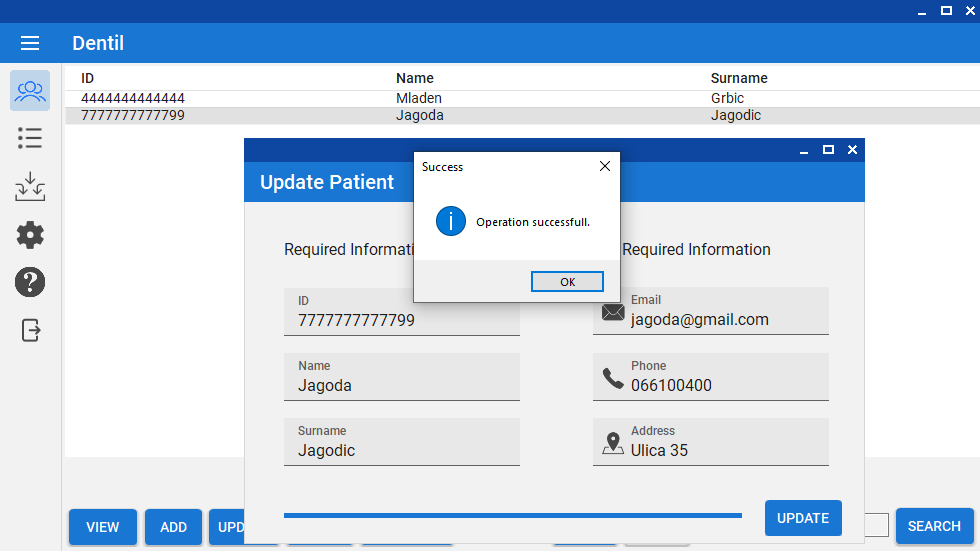 Dentil
ID Name Surname
4444444444444 Mladen Grbic
7777777777799 Jagoda Jagodic
Update Patient
Success
Operation successfull.
OK
Required Informati
Required Information
ID
7777777777799
Name
Jagoda
Surname
Jagodic
Email
jagoda@gmail.com
Phone
066100400
Address
Ulica 35
UPDATE
VIEW
ADD
UPD
SEARCH